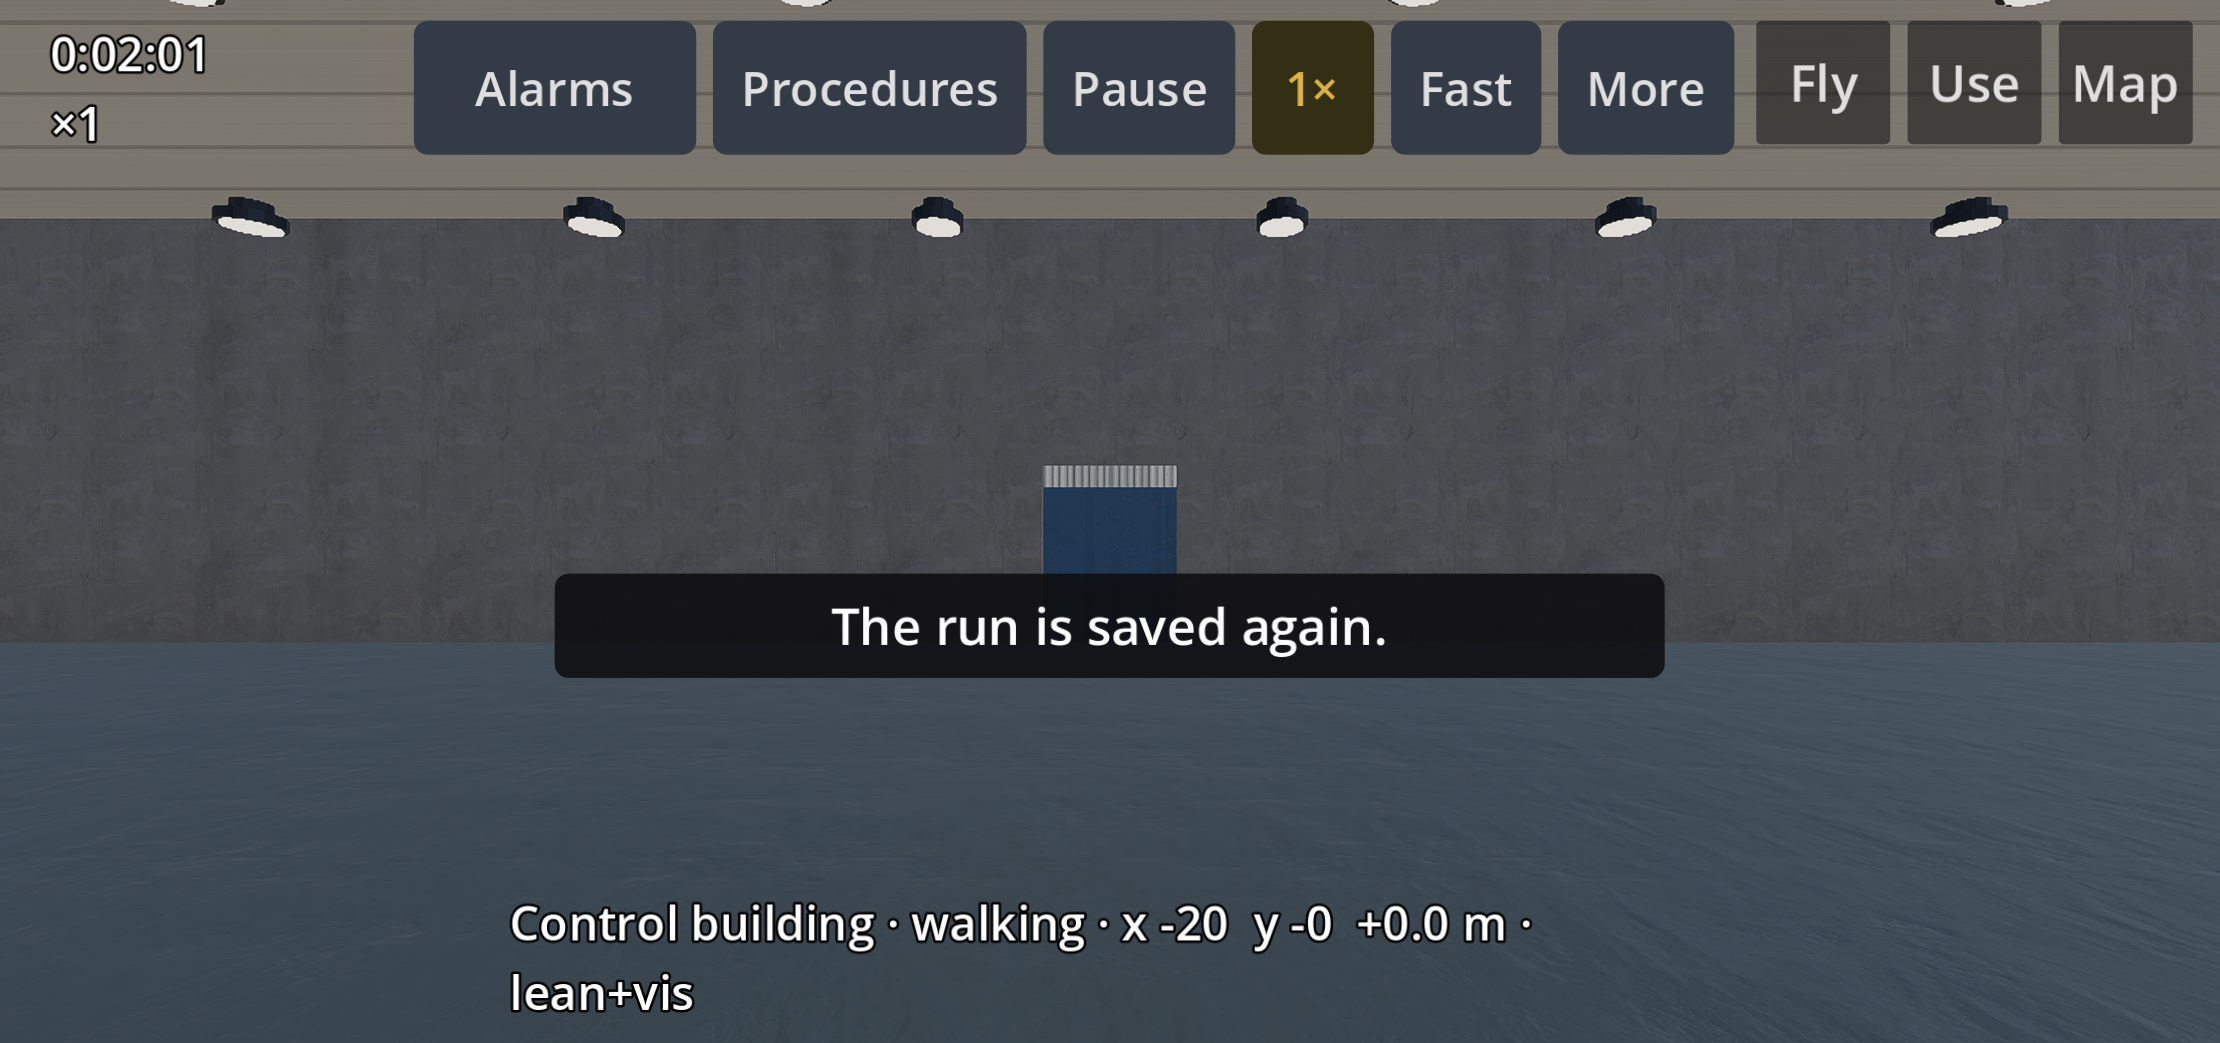 0:02:01
×1
Alarms
Procedures
Pause
1×
Fast
More
Fly
Use
Map
The run is saved again.
Control building · walking · x -20 y -0 +0.0 m ·
lean+vis